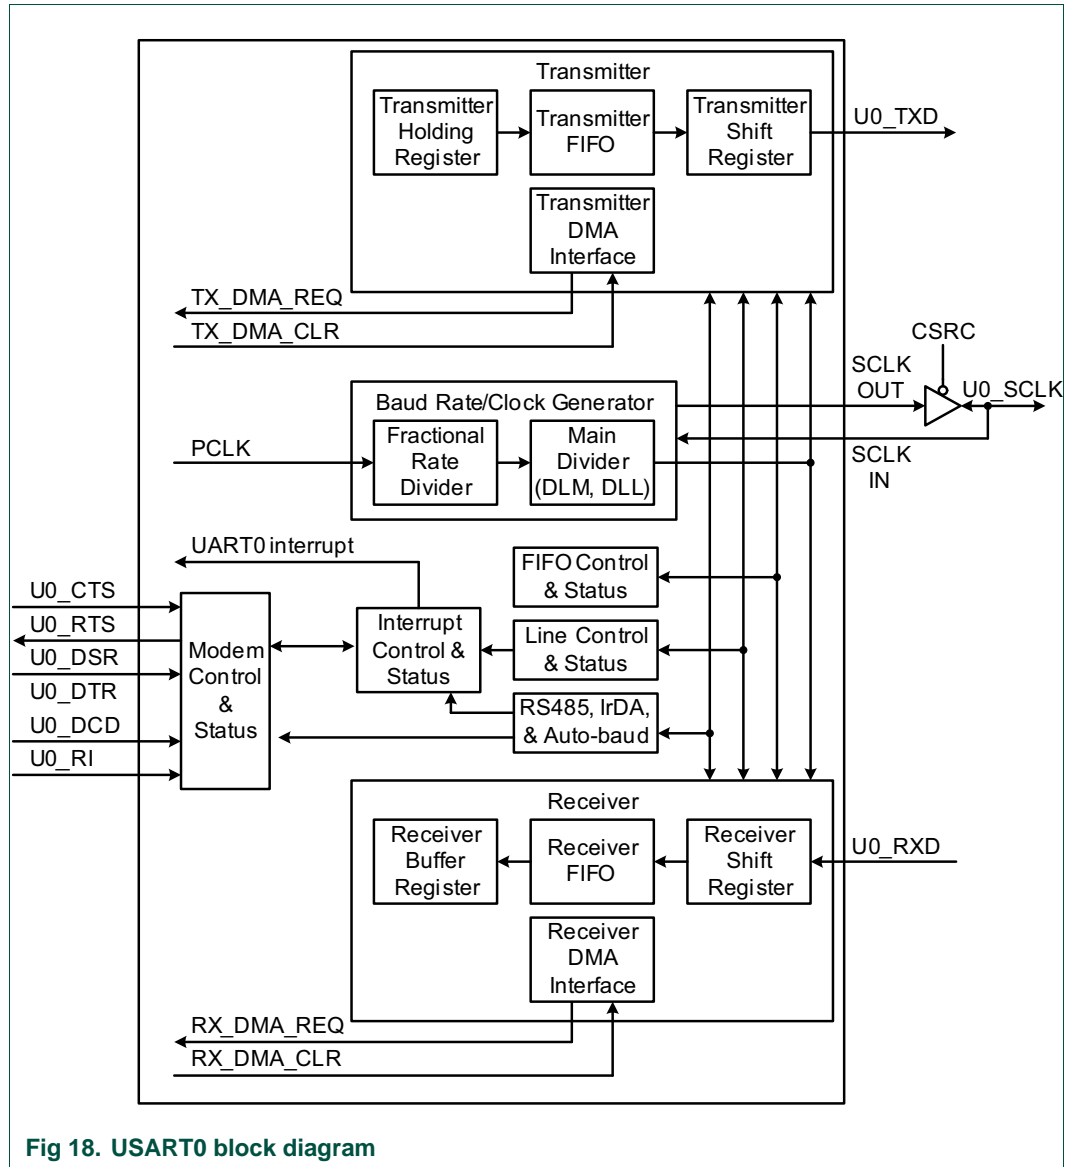 Transmitter
Transmitter
Holding
Register
Transmitter
FIFO
Transmitter
Shift
Register
U0_TXD
Transmitter
DMA
Interface
TX_DMA_REQ
TX_DMA_CLR
CSRC
SCLK
OUT
U0_SCLK
Baud Rate/Clock Generator
PCLK
Fractional
Rate
Divider
Main
Divider
(DLM, DLL)
SCLK
IN
UART0 interrupt
FIFO Control
& Status
U0_CTS
U0_RTS
U0_DSR
U0_DTR
U0_DCD
U0_RI
Modem
Control
&
Status
Interrupt
Control &
Status
Line Control
& Status
RS485, IrDA,
& Auto-baud
Receiver
Receiver
Buffer
Register
Receiver
FIFO
Receiver
Shift
Register
U0_RXD
Receiver
DMA
Interface
RX_DMA_REQ
RX_DMA_CLR
Fig 18. USART0 block diagram